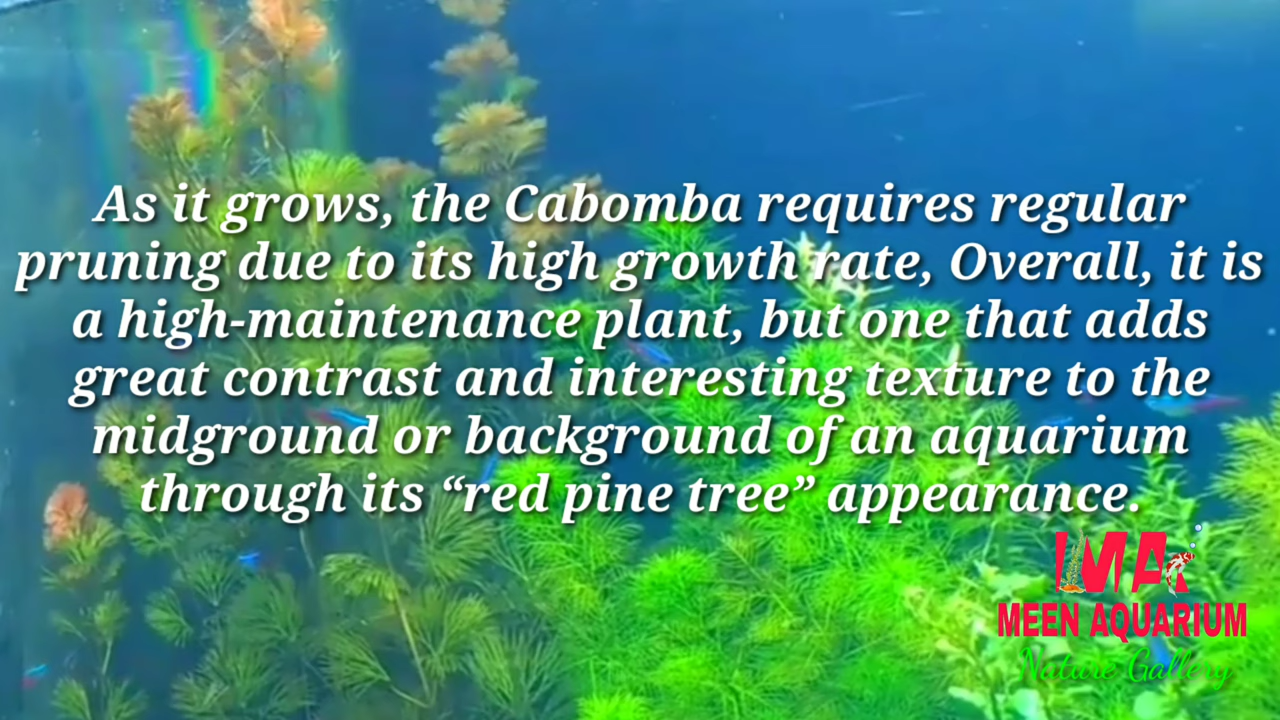 As it grows, the Cabomba requires regular
pruning due to its high growth rate, Overall, it is
a high-maintenance plant, but one that adds
great contrast and interesting texture to the
midground or background of an aquarium
through its “red pine tree” appearance.
MA
MEEN AQUARIUM
Nature Gallery